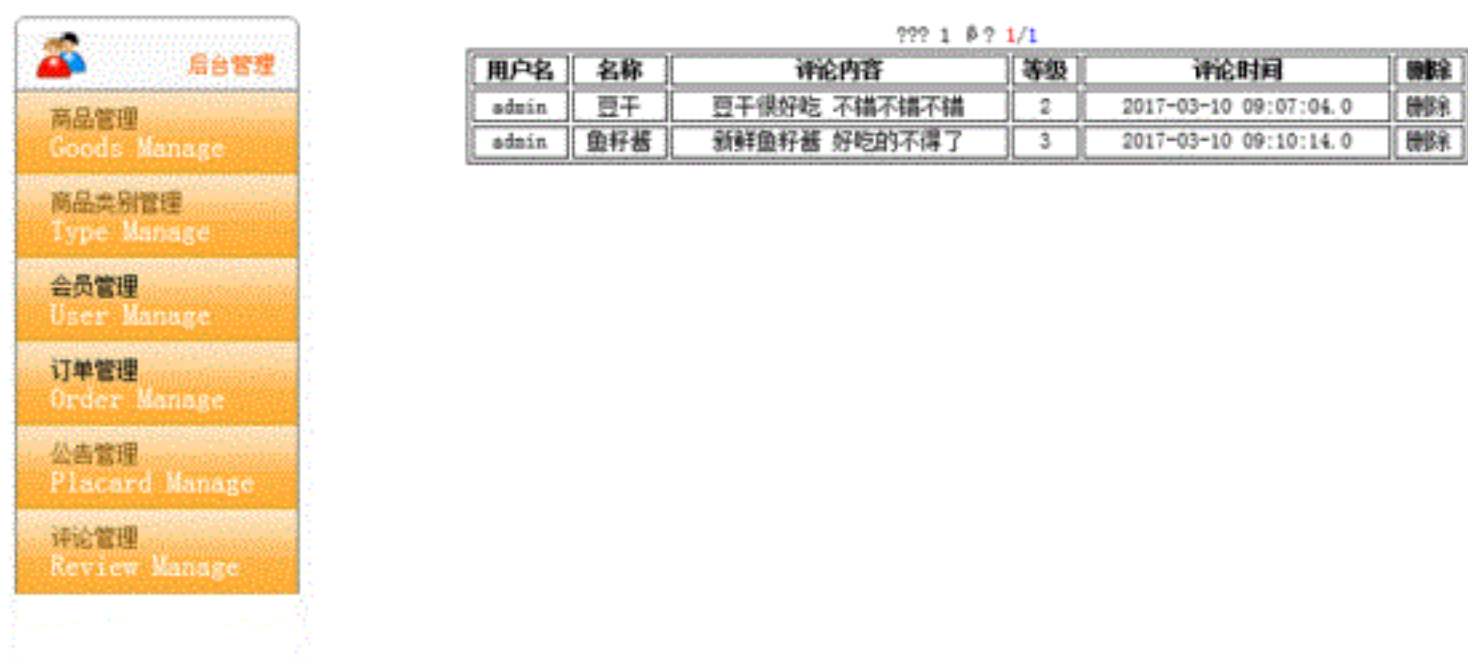 后台管理
商品管理
Goods Manage
商品类别管理
Type Manage
会员管理
User Manage
订单管理
Order Manage
公告管理
Placard Manage
评论管理
Review Manage
??? 1 ? 1/1
用户名 名称 评论内容 等级 评论时间 删除
admin 豆干 豆干很好吃 不错不错不错 2 2017-03-10 09:07:04.0 删除
admin 鱼籽酱 新鲜鱼籽酱 好吃的不得了 3 2017-03-10 09:10:14.0 删除